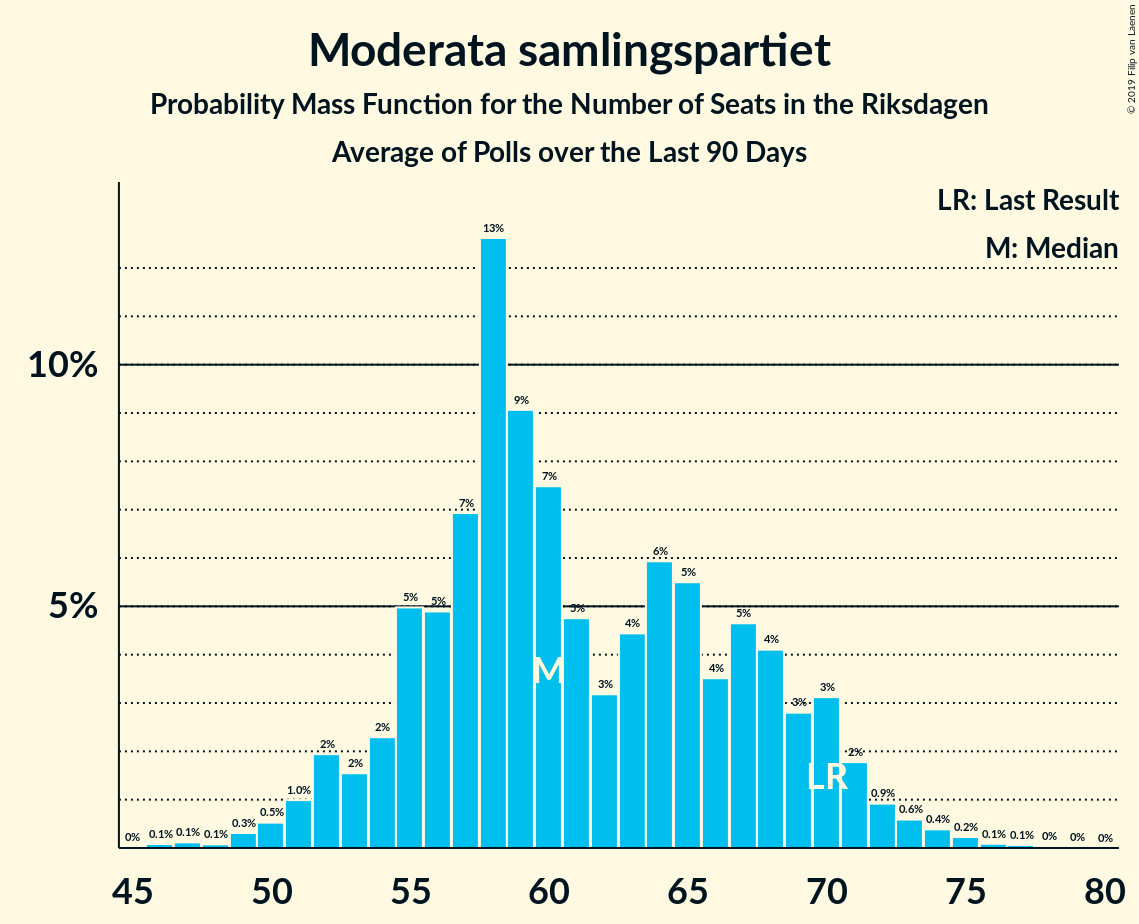 Moderata samlingspartiet
Probability Mass Function for the Number of Seats in the Riksdagen
Average of Polls over the Last 90 Days
© 2019 Filip van Laenen
LR: Last Result
M: Median
10%
5%
0% 0.1% 0.1% 0.1% 0.3% 0.5% 1.0% 2% 2% 2% 5% 5% 7% 13% 9% 7% 5% 3% 4% 6% 5% 4% 5% 4% 3% 3% 2% 0.9% 0.6% 0.4% 0.2% 0.1% 0.1% 0% 0% 0%
M
LR
45 50 55 60 65 70 75 80